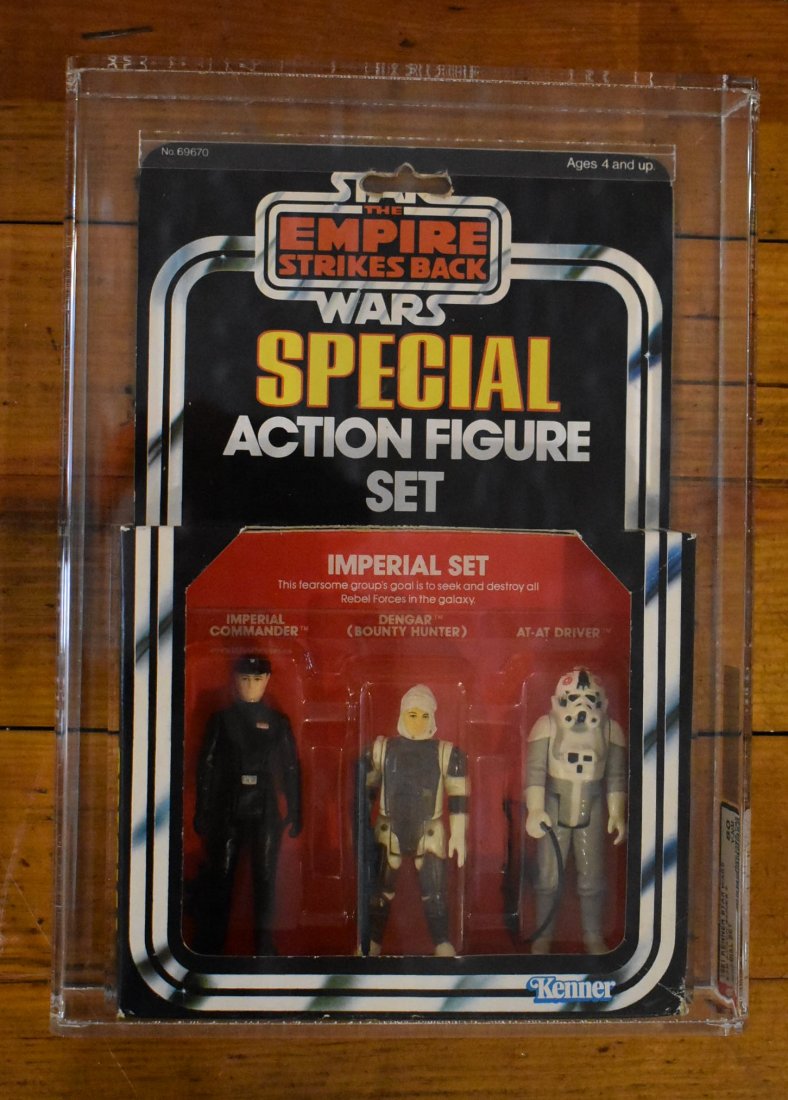 No. 69670
Ages 4 and up.
STAR
THE
EMPIRE
STRIKES BACK
WARS
SPECIAL
ACTION FIGURE
SET
IMPERIAL SET
This fearsome group's goal is to seek and destroy all
Rebel Forces in the galaxy.
IMPERIAL
COMMANDER™
DENGAR™
(BOUNTY HUNTER)
AT-AT DRIVER™
Kenner
80